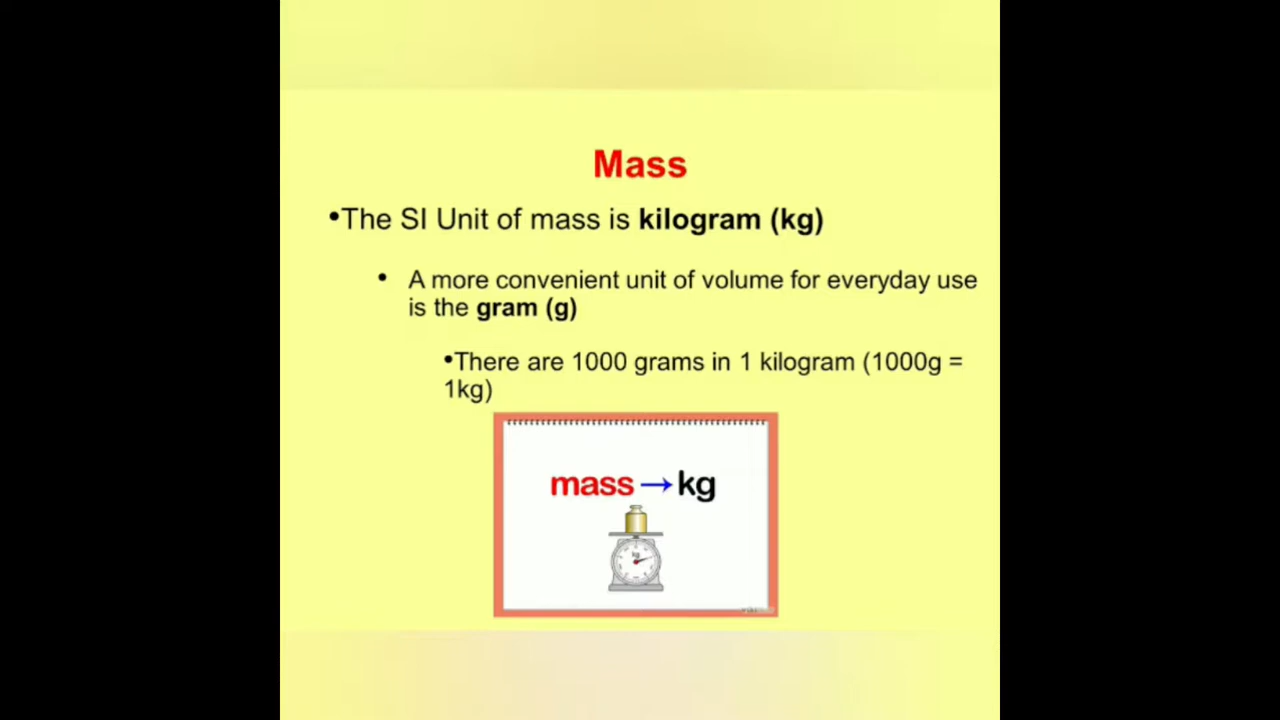 Mass
•The SI Unit of mass is kilogram (kg)
• A more convenient unit of volume for everyday use
is the gram (g)
•There are 1000 grams in 1 kilogram (1000g =
1kg)
mass→kg
kg